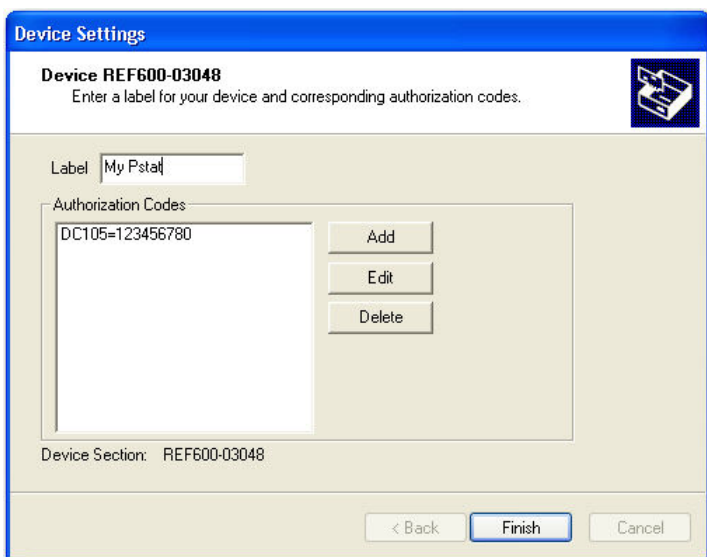 Device Settings
Device REF600-03048
Enter a label for your device and corresponding authorization codes.
Label My Pstat
Authorization Codes
DC105=123456780
Add
Edit
Delete
Device Section: REF600-03048
< Back Finish Cancel